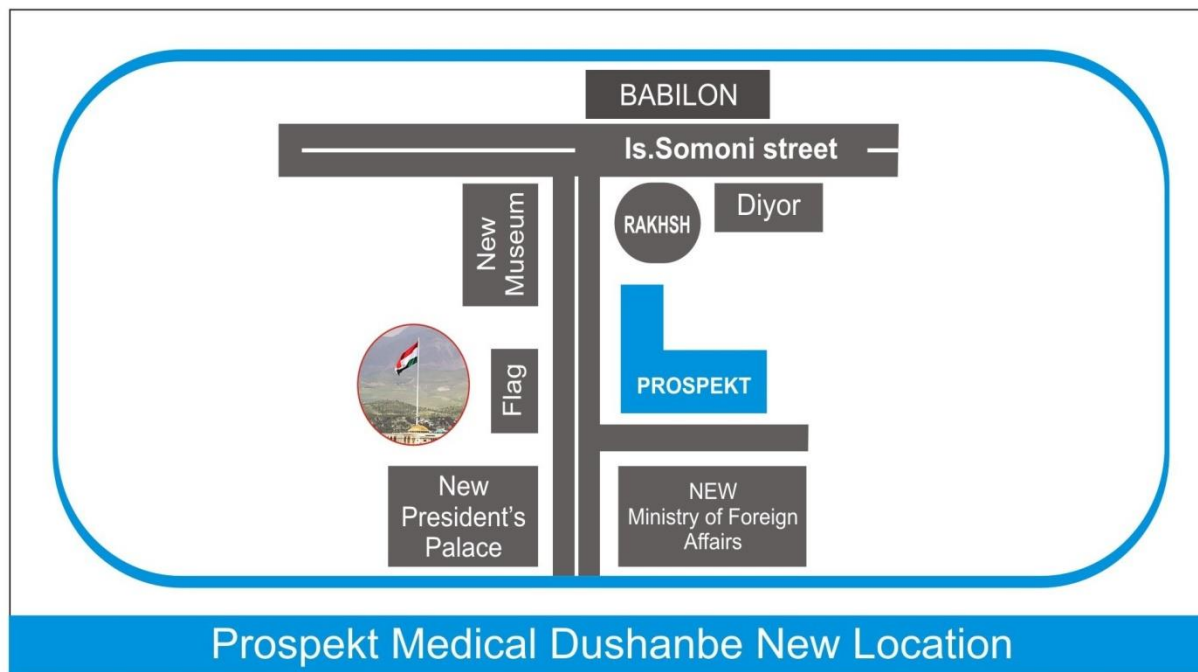 BABILON
Is.Somoni street
New
Museum
RAKHSH
Diyor
Flag
PROSPEKT
New
President's
Palace
NEW
Ministry of Foreign
Affairs
Prospekt Medical Dushanbe New Location